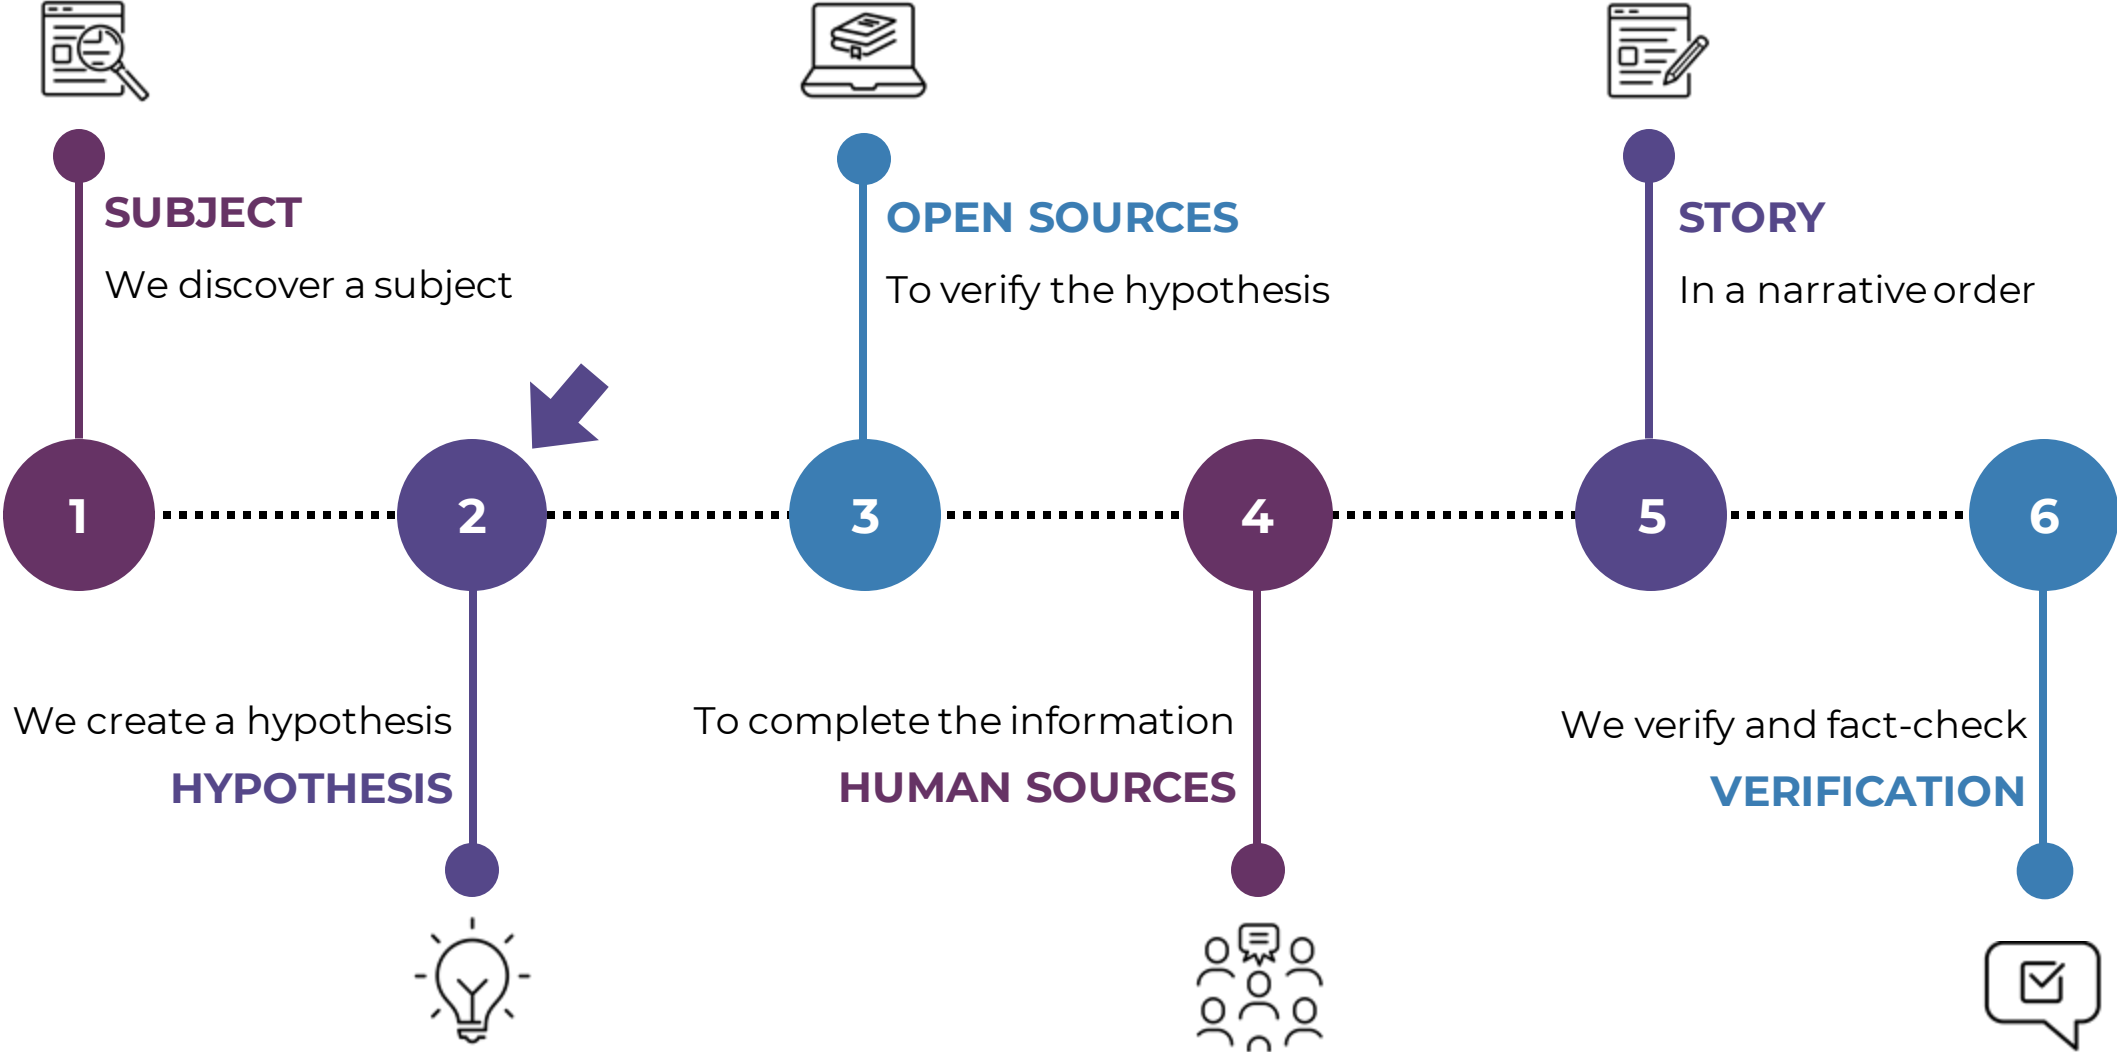 SUBJECT
We discover a subject
OPEN SOURCES
To verify the hypothesis
STORY
In a narrative order
1
2
3
4
5
6
We create a hypothesis
HYPOTHESIS
To complete the information
HUMAN SOURCES
We verify and fact-check
VERIFICATION